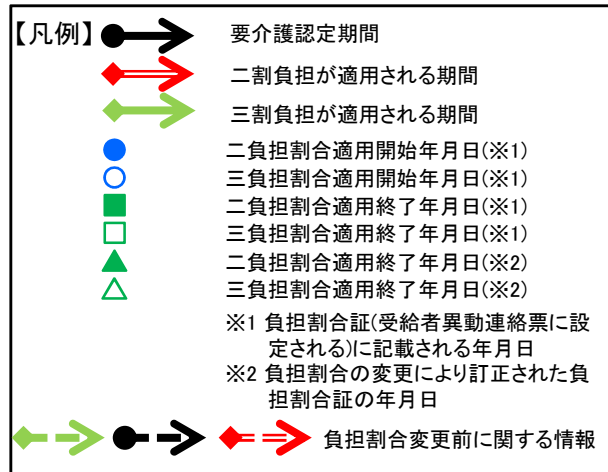 【凡例】 要介護認定期間
二割負担が適用される期間
三割負担が適用される期間
二負担割合適用開始年月日(※1)
三負担割合適用開始年月日(※1)
二負担割合適用終了年月日(※1)
三負担割合適用終了年月日(※1)
二負担割合適用終了年月日(※2)
三負担割合適用終了年月日(※2)
※1 負担割合証(受給者異動連絡票に設
定される)に記載される年月日
※2 負担割合の変更により訂正された負
担割合証の年月日
負担割合変更前に関する情報